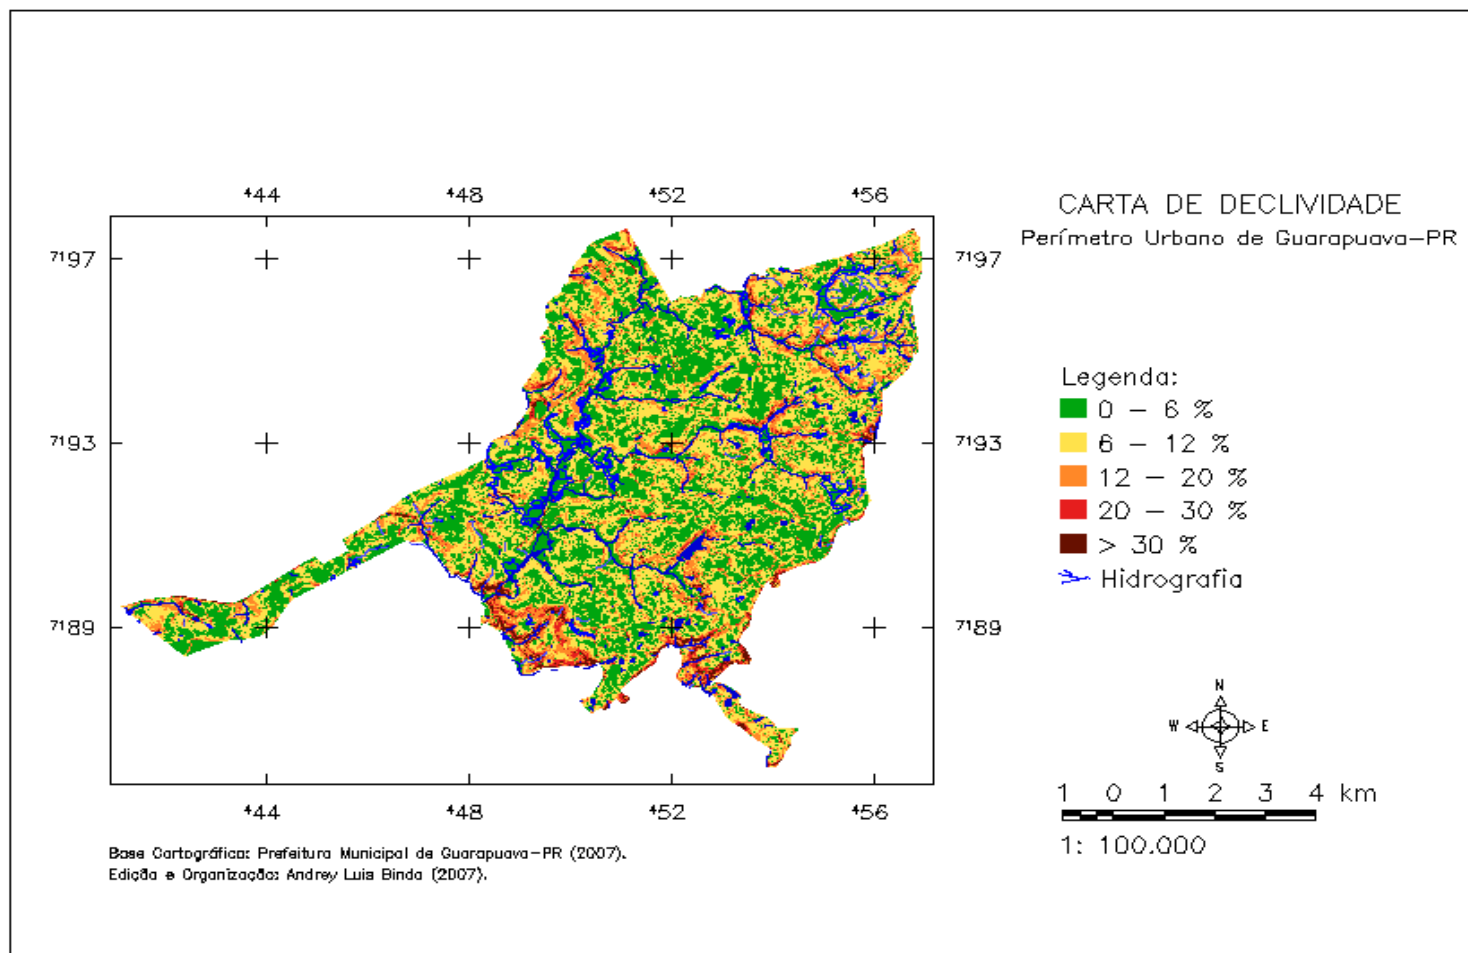 ⁴44 ⁴48 ⁴52 ⁴56
CARTA DE DECLIVIDADE
Perímetro Urbano de Guarapuava-PR
⁷¹97 ⁷¹97
Legenda:
0 - 6 %
6 - 12 %
12 - 20 %
20 - 30 %
> 30 %
Hidrografia
⁷¹93 ⁷¹93
⁷¹89 ⁷¹89
N
W E
S
⁴44 ⁴48 ⁴52 ⁴56
1 0 1 2 3 4 km
1: 100.000
Base Cartográfica: Prefeitura Municipal de Guarapuava-PR (2007).
Edição e Organização: Andrey Luis Binda (2007).